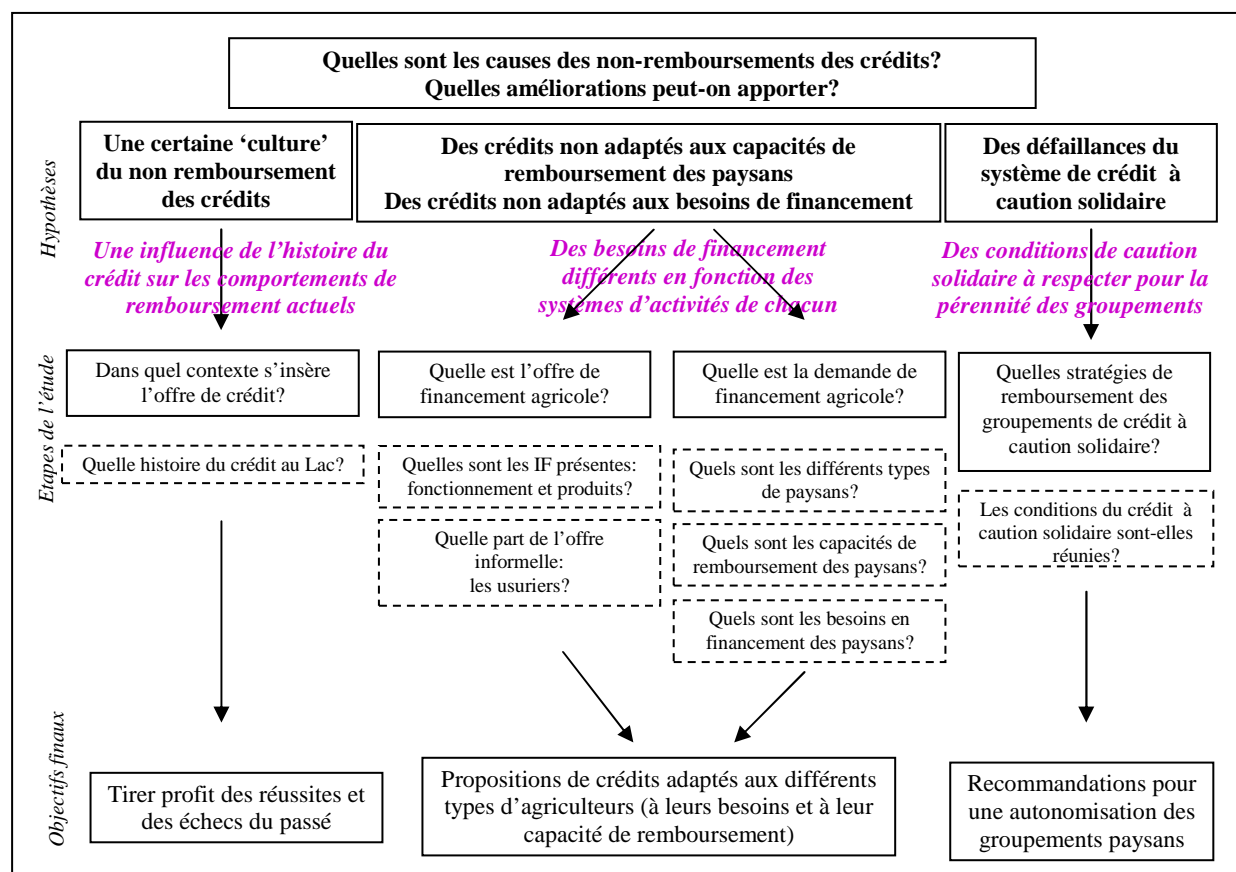 Quelles sont les causes des non-remboursements des crédits?
Quelles améliorations peut-on apporter?
Hypothèses
Une certaine ‘culture’
du non remboursement
des crédits
Des crédits non adaptés aux capacités de
remboursement des paysans
Des crédits non adaptés aux besoins de financement
Des défaillances du
système de crédit à
caution solidaire
Une influence de l’histoire du
crédit sur les comportements de
remboursement actuels
Des besoins de financement
différents en fonction des
systèmes d’activités de chacun
Des conditions de caution
solidaire à respecter pour la
pérennité des groupements
Etapes de l’étude
Dans quel contexte s’insère
l’offre de crédit?
Quelle histoire du crédit au Lac?
Quelle est l’offre de
financement agricole?
Quelles sont les IF présentes:
fonctionnement et produits?
Quelle part de l’offre
informelle:
les usuriers?
Quelle est la demande de
financement agricole?
Quels sont les différents types
de paysans?
Quels sont les capacités de
remboursement des paysans?
Quels sont les besoins en
financement des paysans?
Quelles stratégies de
remboursement des
groupements de crédit à
caution solidaire?
Les conditions du crédit à
caution solidaire sont-elles
réunies?
Objectifs finaux
Tirer profit des réussites et
des échecs du passé
Propositions de crédits adaptés aux différents
types d’agriculteurs (à leurs besoins et à leur
capacité de remboursement)
Recommandations pour
une autonomisation des
groupements paysans